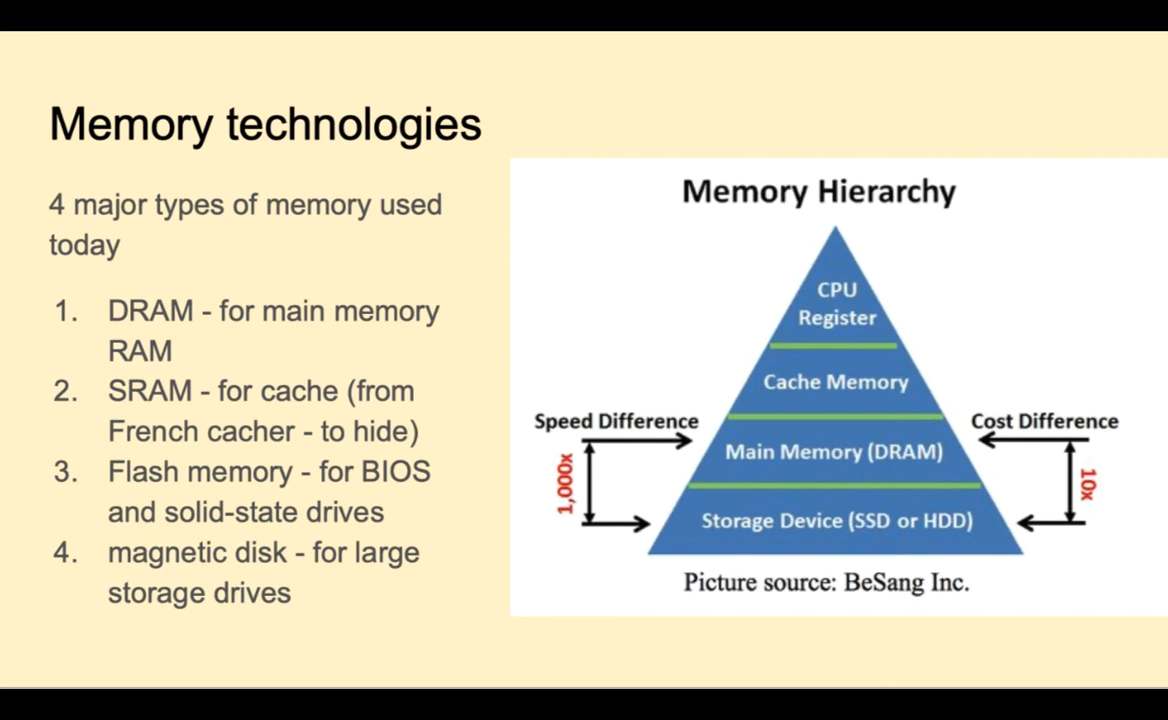 Memory technologies
4 major types of memory used
today
1. DRAM - for main memory
RAM
2. SRAM - for cache (from
French cacher - to hide)
3. Flash memory - for BIOS
and solid-state drives
4. magnetic disk - for large
storage drives
Memory Hierarchy
CPU
Register
Cache Memory
Speed Difference
Cost Difference
Main Memory (DRAM)
1,000x
10x
Storage Device (SSD or HDD)
Picture source: BeSang Inc.